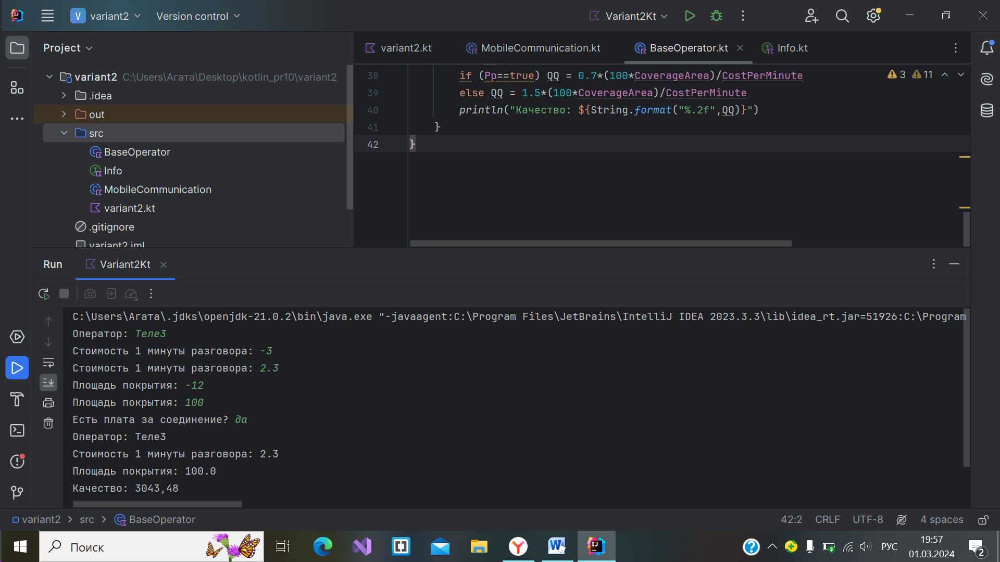 V variant2 Version control Variant2Kt
Project
variant2 C:\Users\Агата\Desktop\kotlin_pr10\variant2
.idea
out
src
BaseOperator
Info
MobileCommunication
variant2.kt
.gitignore
variant2.iml
variant2.kt MobileCommunication.kt BaseOperator.kt Info.kt
38 if (Pp==true) QQ = 0.7*(100*CoverageArea)/CostPerMinute
39 else QQ = 1.5*(100*CoverageArea)/CostPerMinute
40 println("Качество: ${String.format("%.2f",QQ)}")
41 }
42 }
3 11
Run Variant2Kt
C:\Users\Агата\.jdks\openjdk-21.0.2\bin\java.exe "-javaagent:C:\Program Files\JetBrains\IntelliJ IDEA 2023.3.3\lib\idea_rt.jar=51926:C:\Program
Оператор: Теле3
Стоимость 1 минуты разговора: -3
Стоимость 1 минуты разговора: 2.3
Площадь покрытия: -12
Площадь покрытия: 100
Есть плата за соединение? да
Оператор: Теле3
Стоимость 1 минуты разговора: 2.3
Площадь покрытия: 100.0
Качество: 3043,48
variant2 > src > BaseOperator
42:2 CRLF UTF-8 4 spaces
Поиск
РУС
19:57
01.03.2024
2